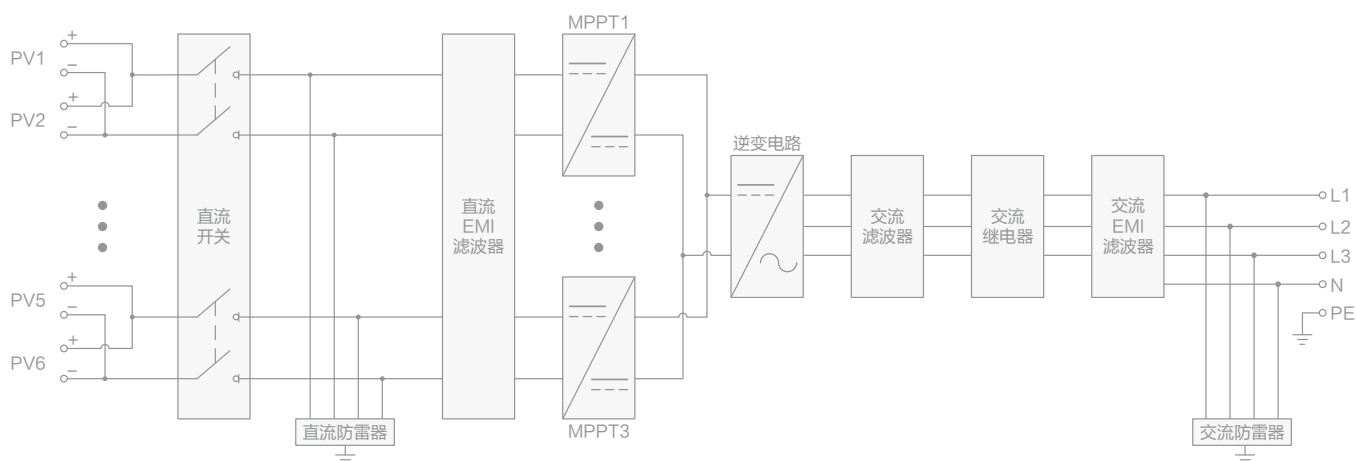 MPPT1
PV1
+
−
PV2
+
−
直流
开关
直流
EMI
滤波器
逆变电路
交流
滤波器
交流
继电器
交流
EMI
滤波器
L1
L2
L3
N
PE
PV5
+
−
PV6
+
−
MPPT3
直流防雷器
交流防雷器